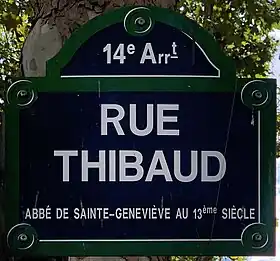 14e Arrt
RUE
THIBAUD
ABBÉ DE SAINTE-GENEVIÈVE AU 13ème SIÈCLE